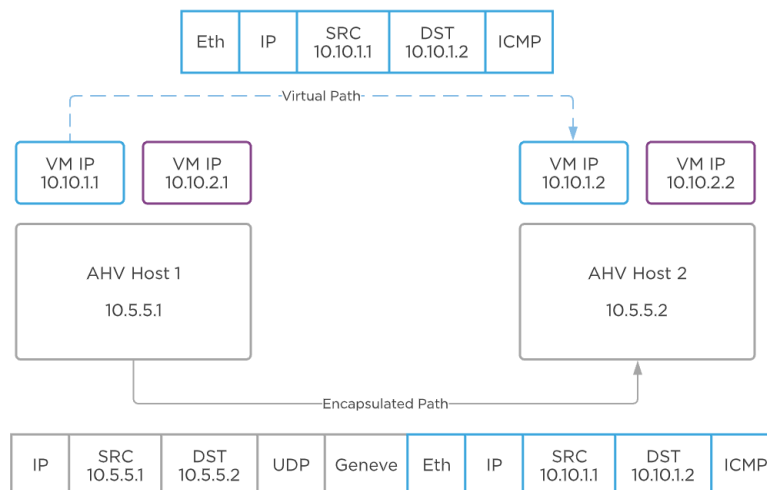 Eth IP SRC 10.10.1.1 DST 10.10.1.2 ICMP
Virtual Path
VM IP
10.10.1.1
VM IP
10.10.2.1
VM IP
10.10.1.2
VM IP
10.10.2.2
AHV Host 1
10.5.5.1
AHV Host 2
10.5.5.2
Encapsulated Path
IP SRC 10.5.5.1 DST 10.5.5.2 UDP Geneve Eth IP SRC 10.10.1.1 DST 10.10.1.2 ICMP